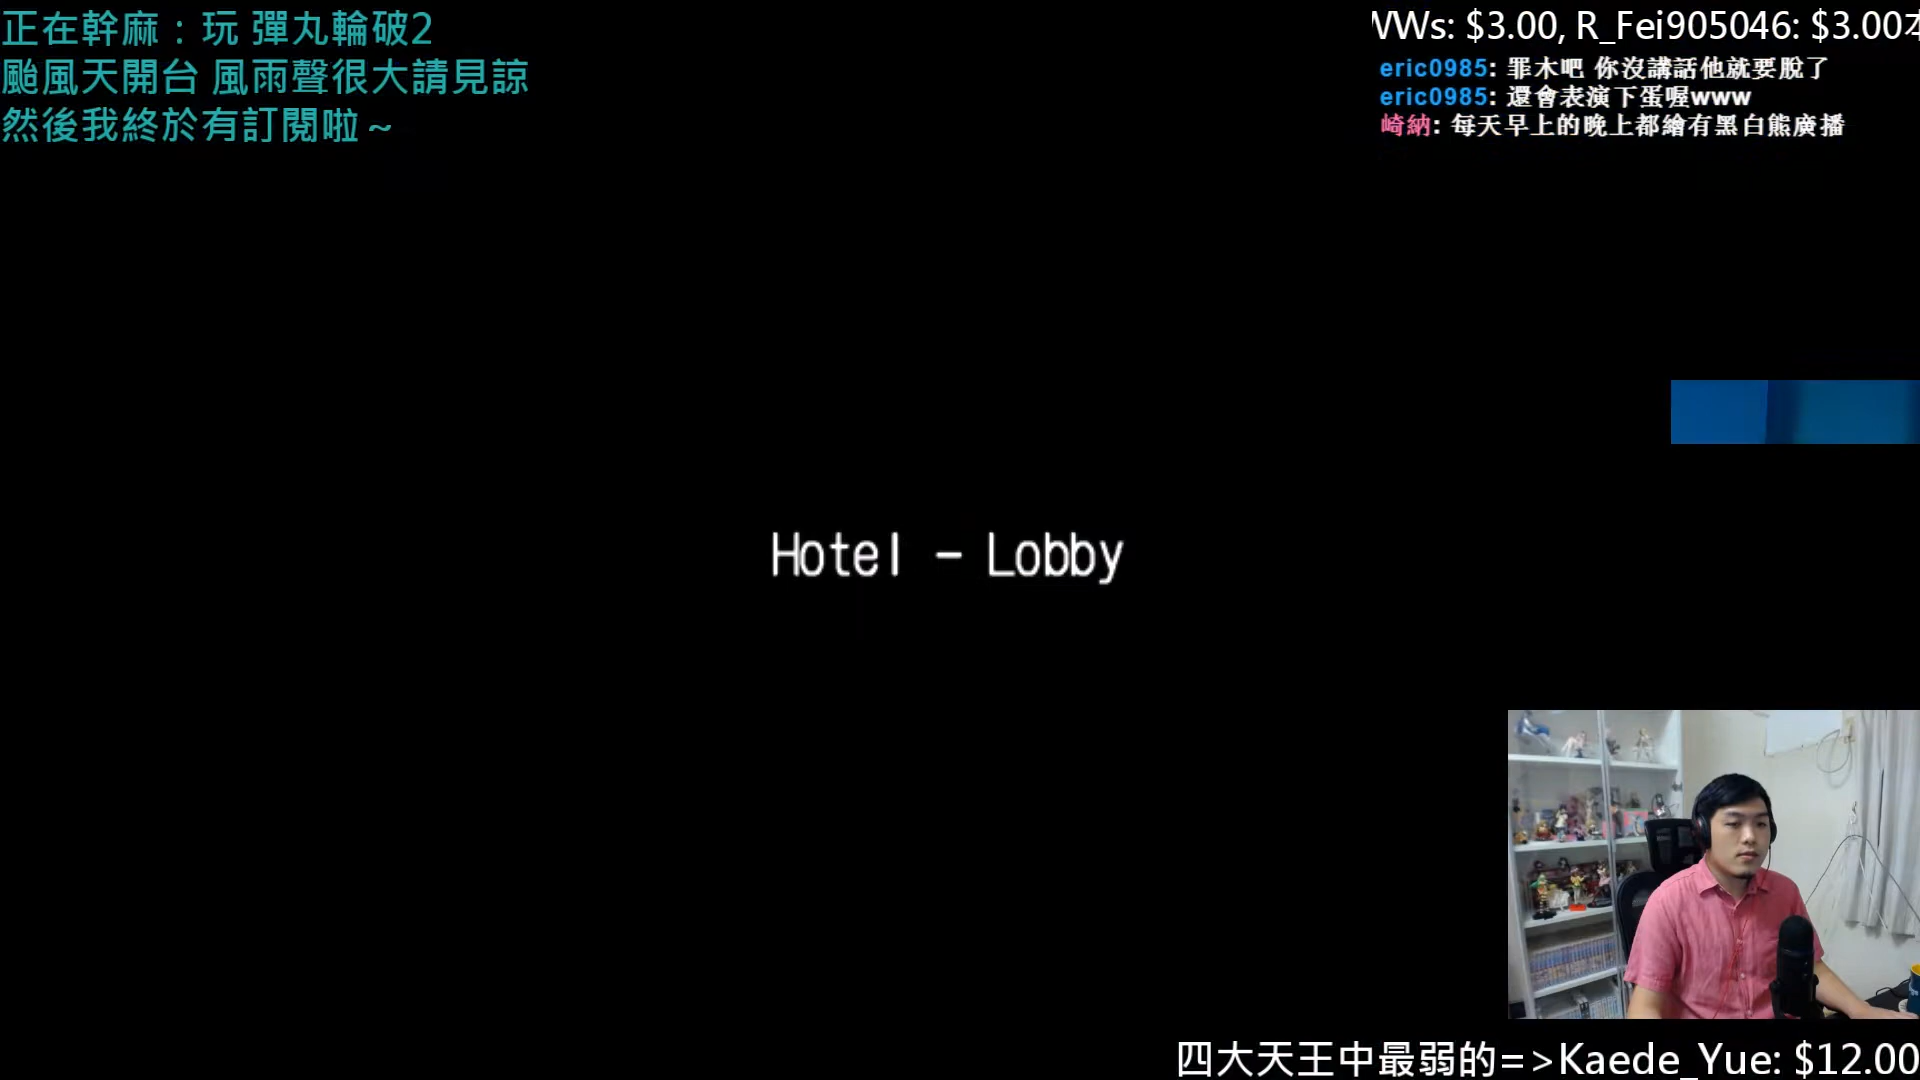 正在幹麻：玩 彈丸輪破2
颱風天開台 風雨聲很大請見諒
然後我終於有訂閱啦～
VWs: $3.00, R_Fei905046: $3.00本
eric0985: 罪木吧 你沒講話他就要脫了
eric0985: 還會表演下蛋喔www
崎納: 每天早上的晚上都繪有黑白熊廣播
Hotel - Lobby
四大天王中最弱的=>Kaede_Yue: $12.00